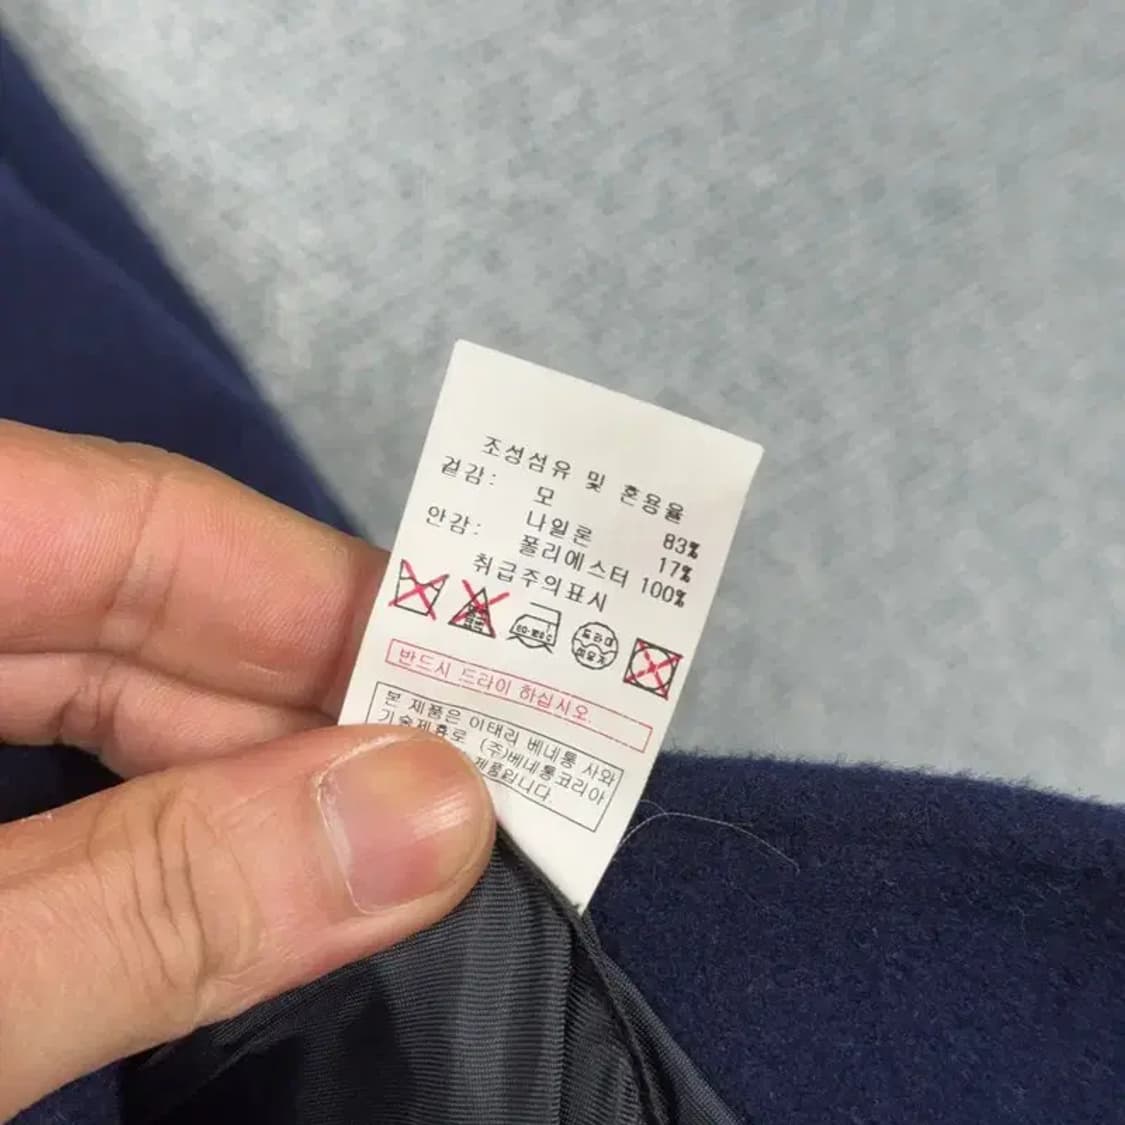 조성섬유 및 혼용율
겉감: 모 83%
나일론 17%
안감: 폴리에스터 100%
취급주의표시
드라이
반드시 드라이 하십시오.
본 제품은 이태리 베네통 사와
기술제휴로 (주)베네통코리아
제품입니다.